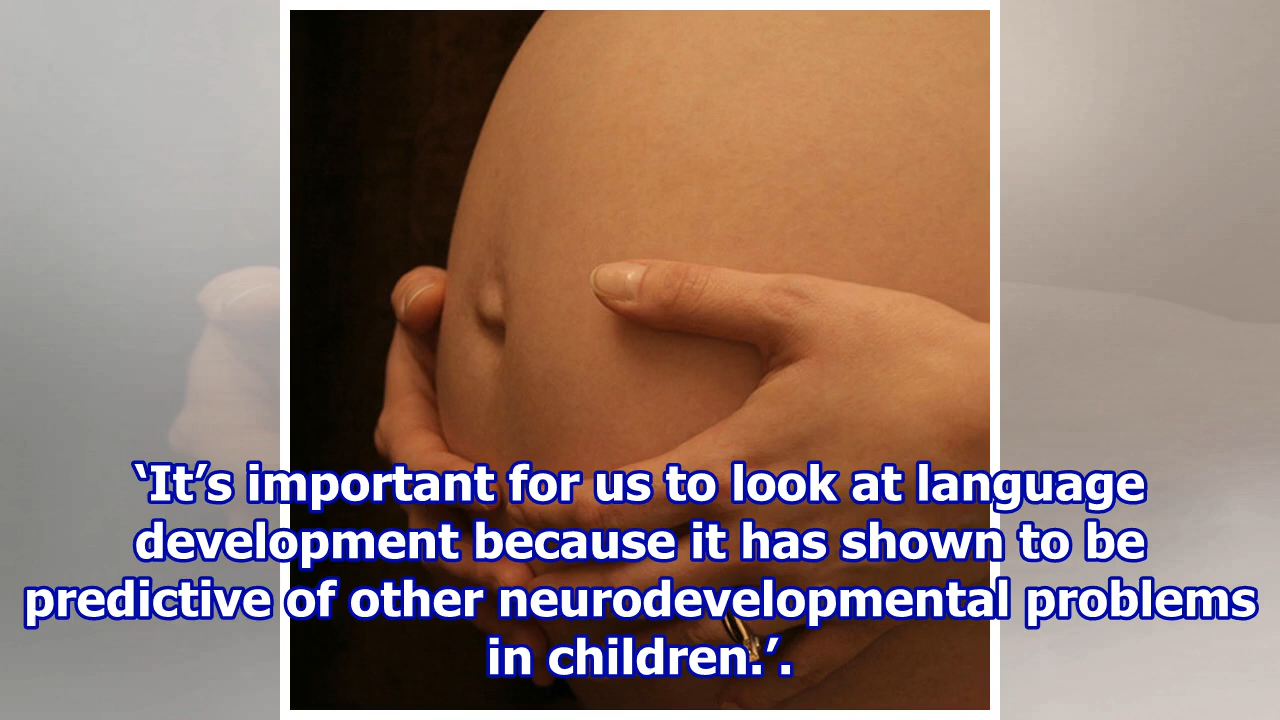 ‘It’s important for us to look at language
development because it has shown to be
predictive of other neurodevelopmental problems
in children.’.